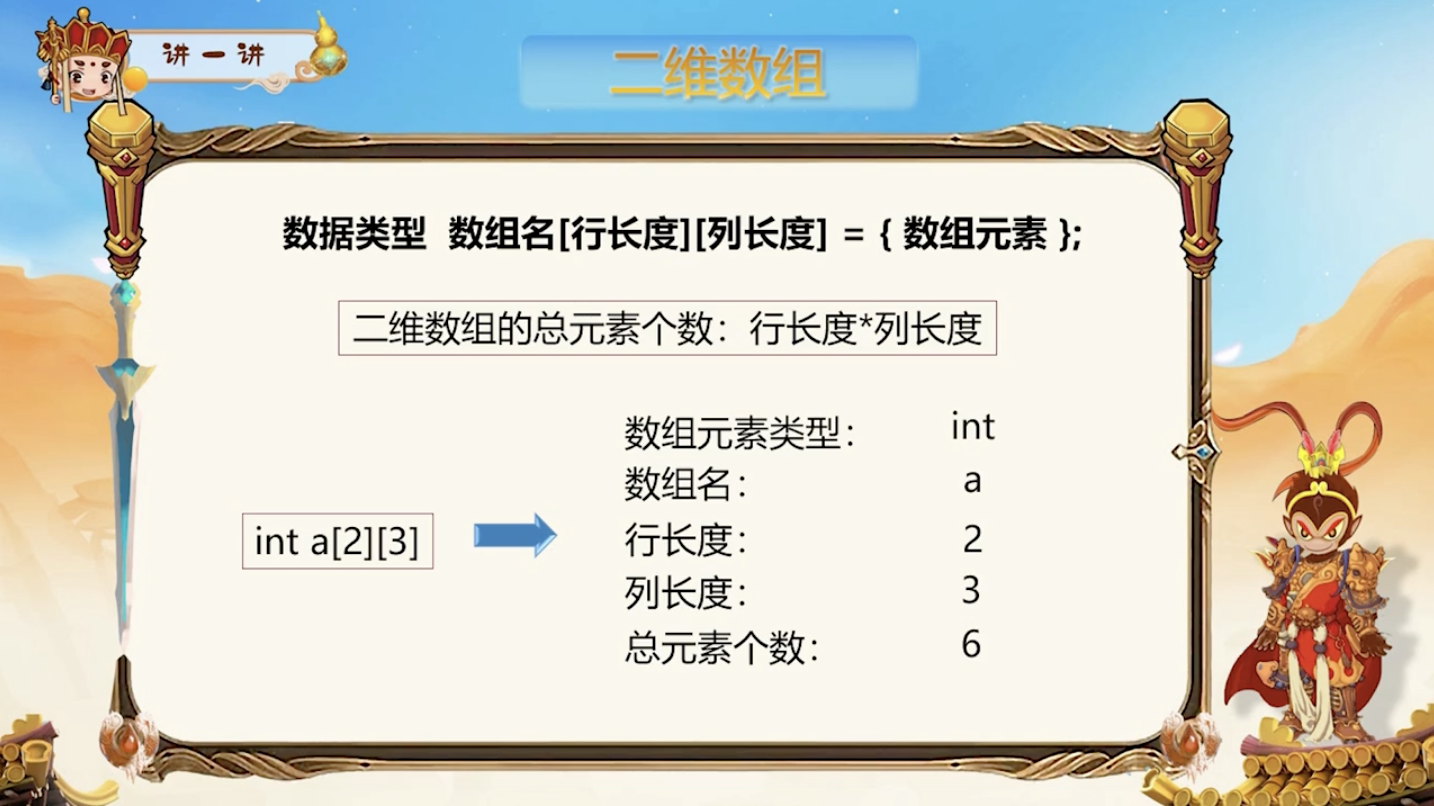 讲一讲
二维数组
数据类型 数组名[行长度][列长度] = { 数组元素 };
二维数组的总元素个数：行长度*列长度
int a[2][3]
数组元素类型： int
数组名： a
行长度： 2
列长度： 3
总元素个数： 6